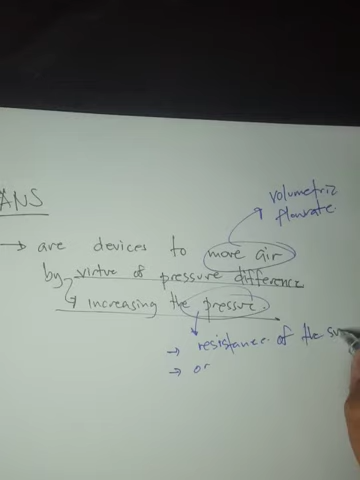 ANS
→ are devices to move air
volumetric
flowrate.
by virtue of pressure difference
↳ increasing the pressure.
→ resistance of the
→ or